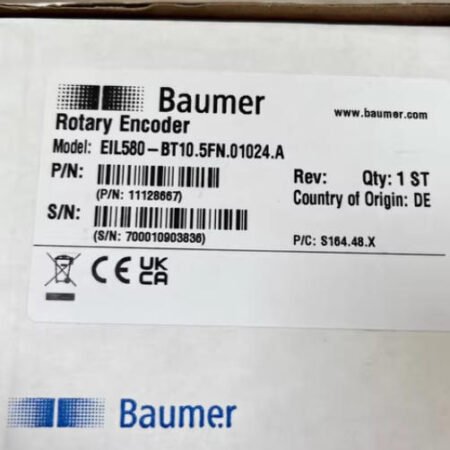 Baumer
www.baumer.com
Rotary Encoder
Model: EIL580-BT10.5FN.01024.A
P/N:
(P/N: 11128667)
Rev: Qty: 1 ST
Country of Origin: DE
S/N:
(S/N: 700010903836)
P/C: S164.48.X
CE UK CA
Baumer